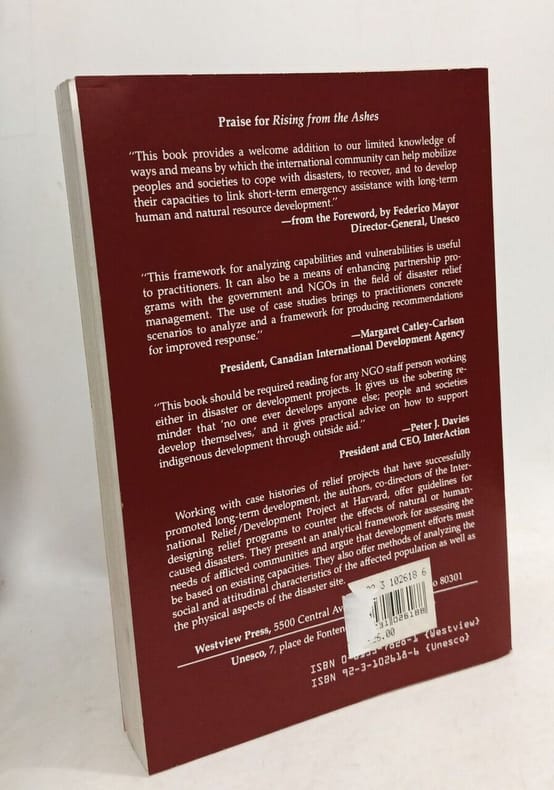 Praise for Rising from the Ashes
"This book provides a welcome addition to our limited knowledge of
ways and means by which the international community can help mobilize
peoples and societies to cope with disasters, to recover, and to develop
their capacities to link short-term emergency assistance with long-term
human and natural resource development."
—from the Foreword, by Federico Mayor
Director-General, Unesco
"This framework for analyzing capabilities and vulnerabilities is useful
to practitioners. It can also be a means of enhancing partnership pro-
grams with the government and NGOs in the field of disaster relief
management. The use of case studies brings to practitioners concrete
scenarios to analyze and a framework for producing recommendations
for improved response."
—Margaret Catley-Carlson
President, Canadian International Development Agency
"This book should be required reading for any NGO staff person working
either in disaster or development projects. It gives us the sobering re-
minder that 'no one ever develops anyone else; people and societies
develop themselves,' and it gives practical advice on how to support
indigenous development through outside aid."
—Peter J. Davies
President and CEO, InterAction
Working with case histories of relief projects that have successfully
promoted long-term development, the authors, co-directors of the Inter-
national Relief/Development Project at Harvard, offer guidelines for
designing relief programs to counter the effects of natural or human-
caused disasters. They present an analytical framework for assessing the
needs of afflicted communities and argue that development efforts must
be based on existing capacities. They also offer methods of analyzing the
social and attitudinal characteristics of the affected population as well as
the physical aspects of the disaster site.
3 102618 6
Westview Press, 5500 Central Av 80301
Unesco, 7, place de Fonten
ISBN 0- {Westview}
ISBN 92-3-102618-6 {Unesco}